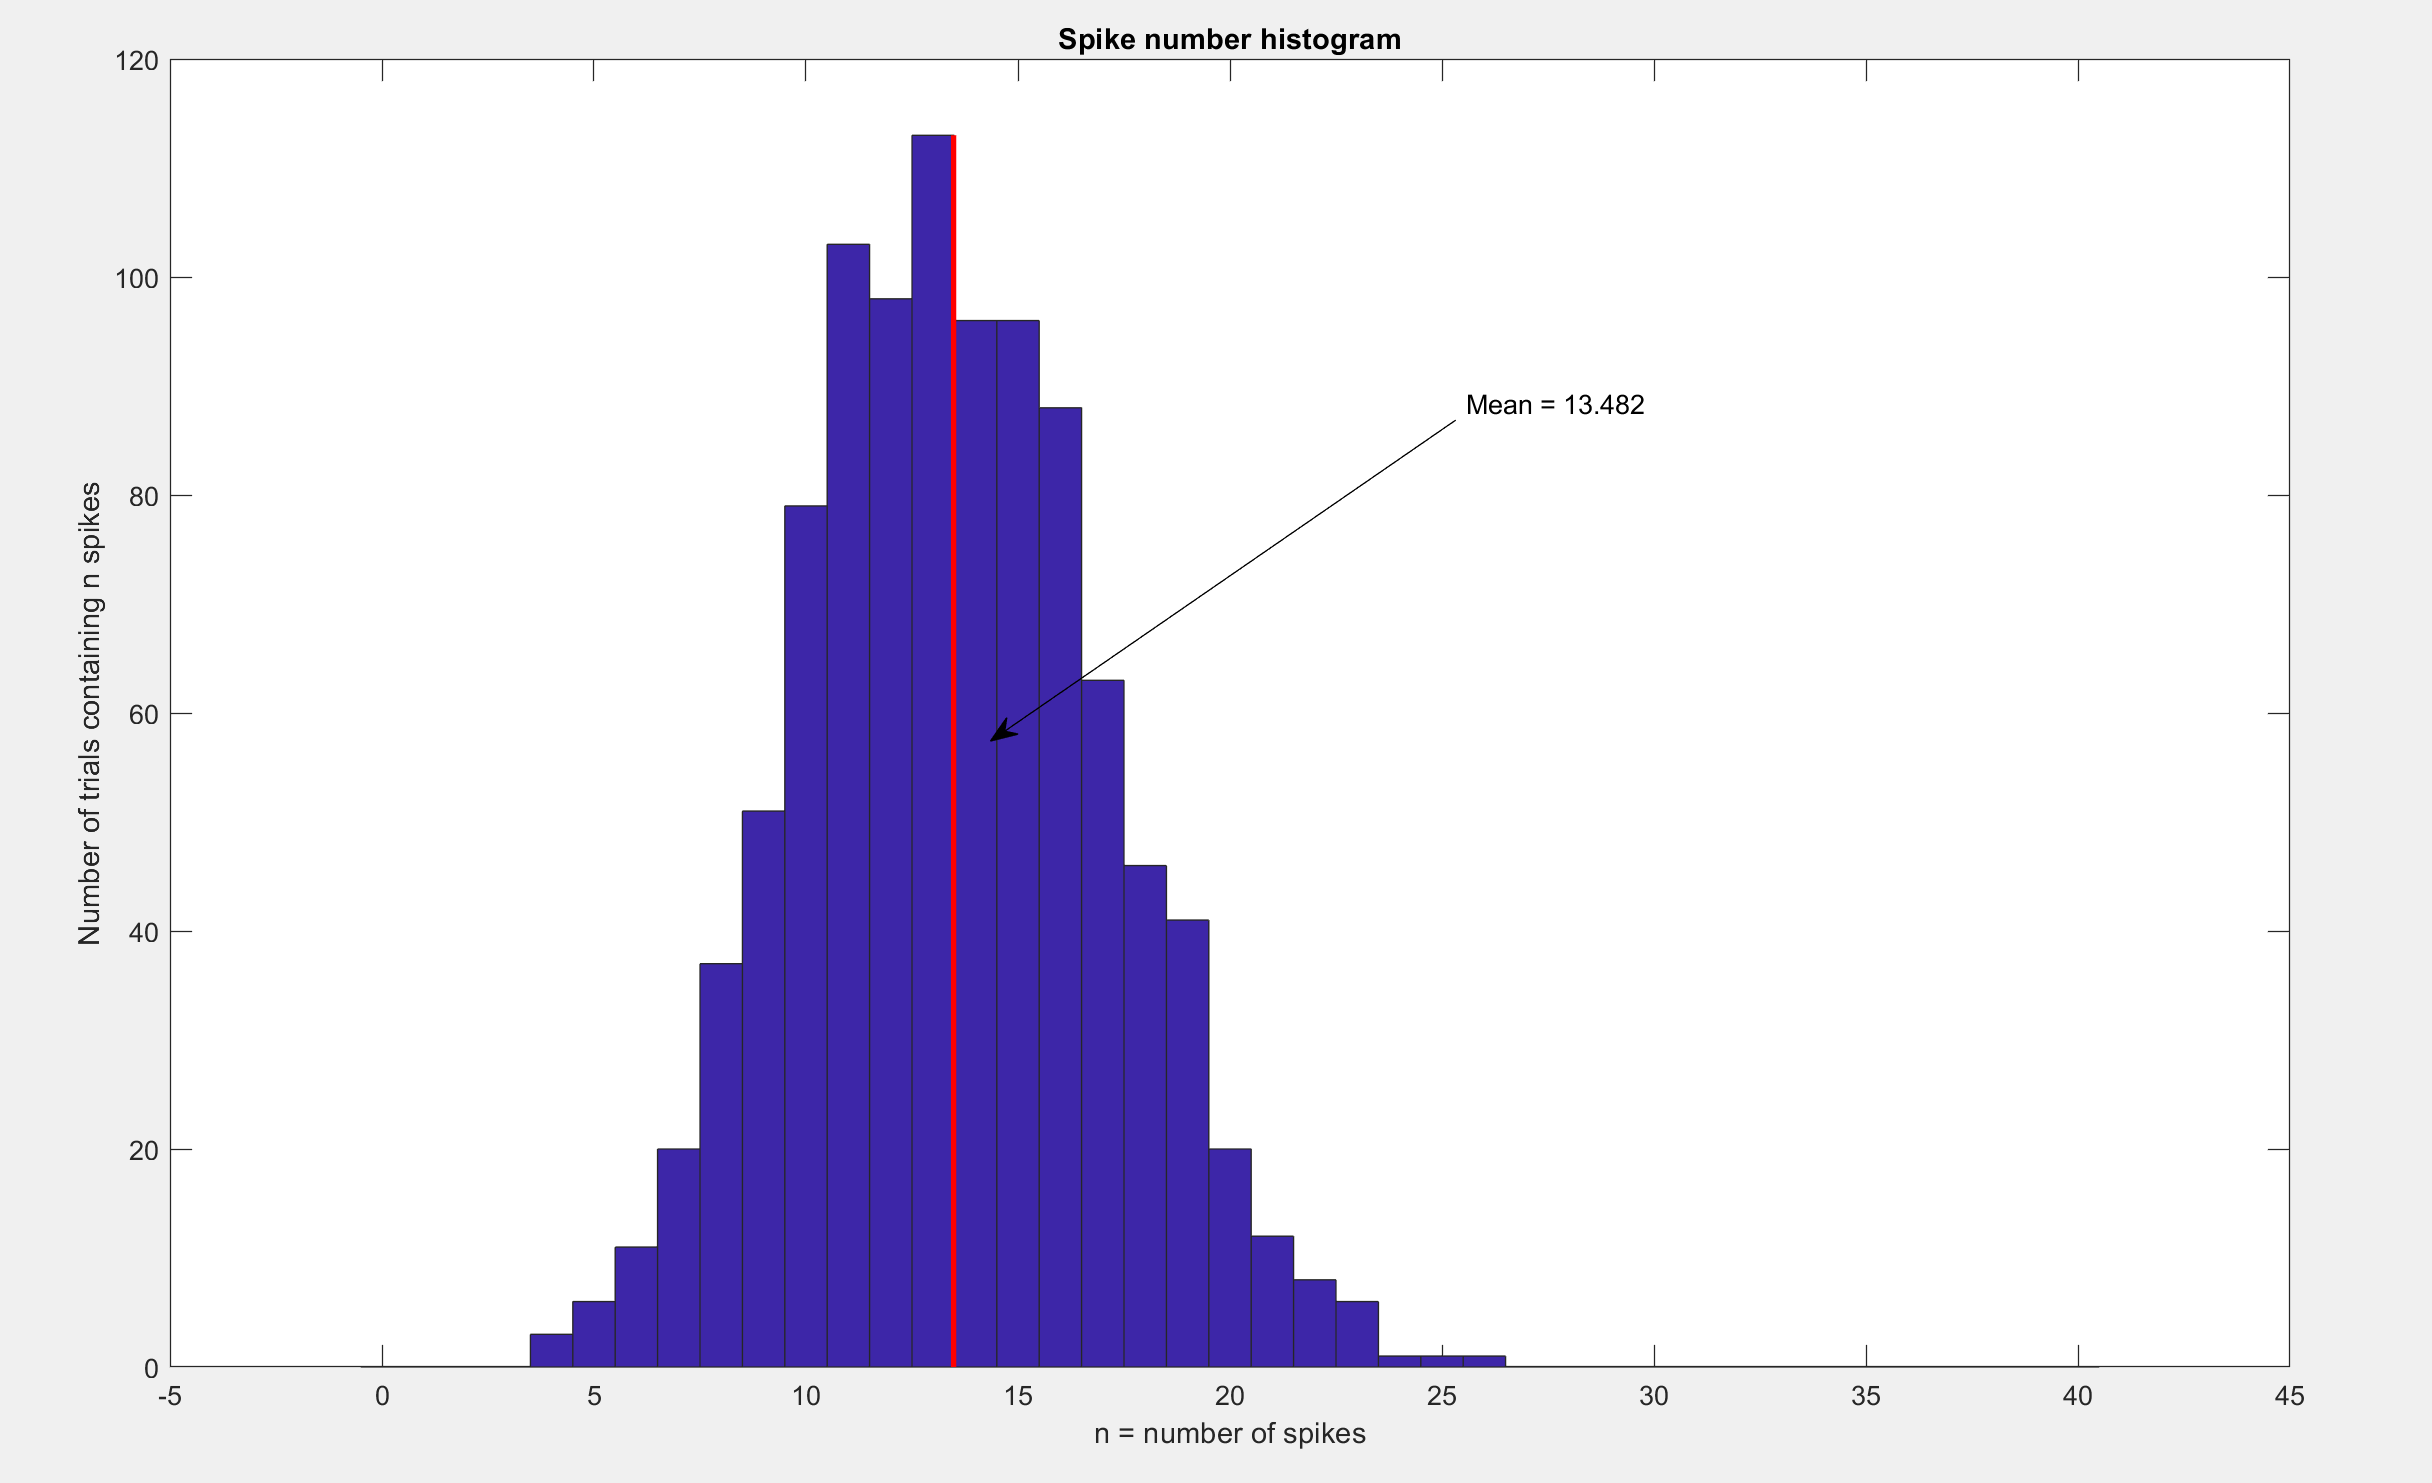 Spike number histogram
120
100
80
60
40
20
0
Number of trials containing n spikes
Mean = 13.482
-5 0 5 10 15 20 25 30 35 40 45
n = number of spikes